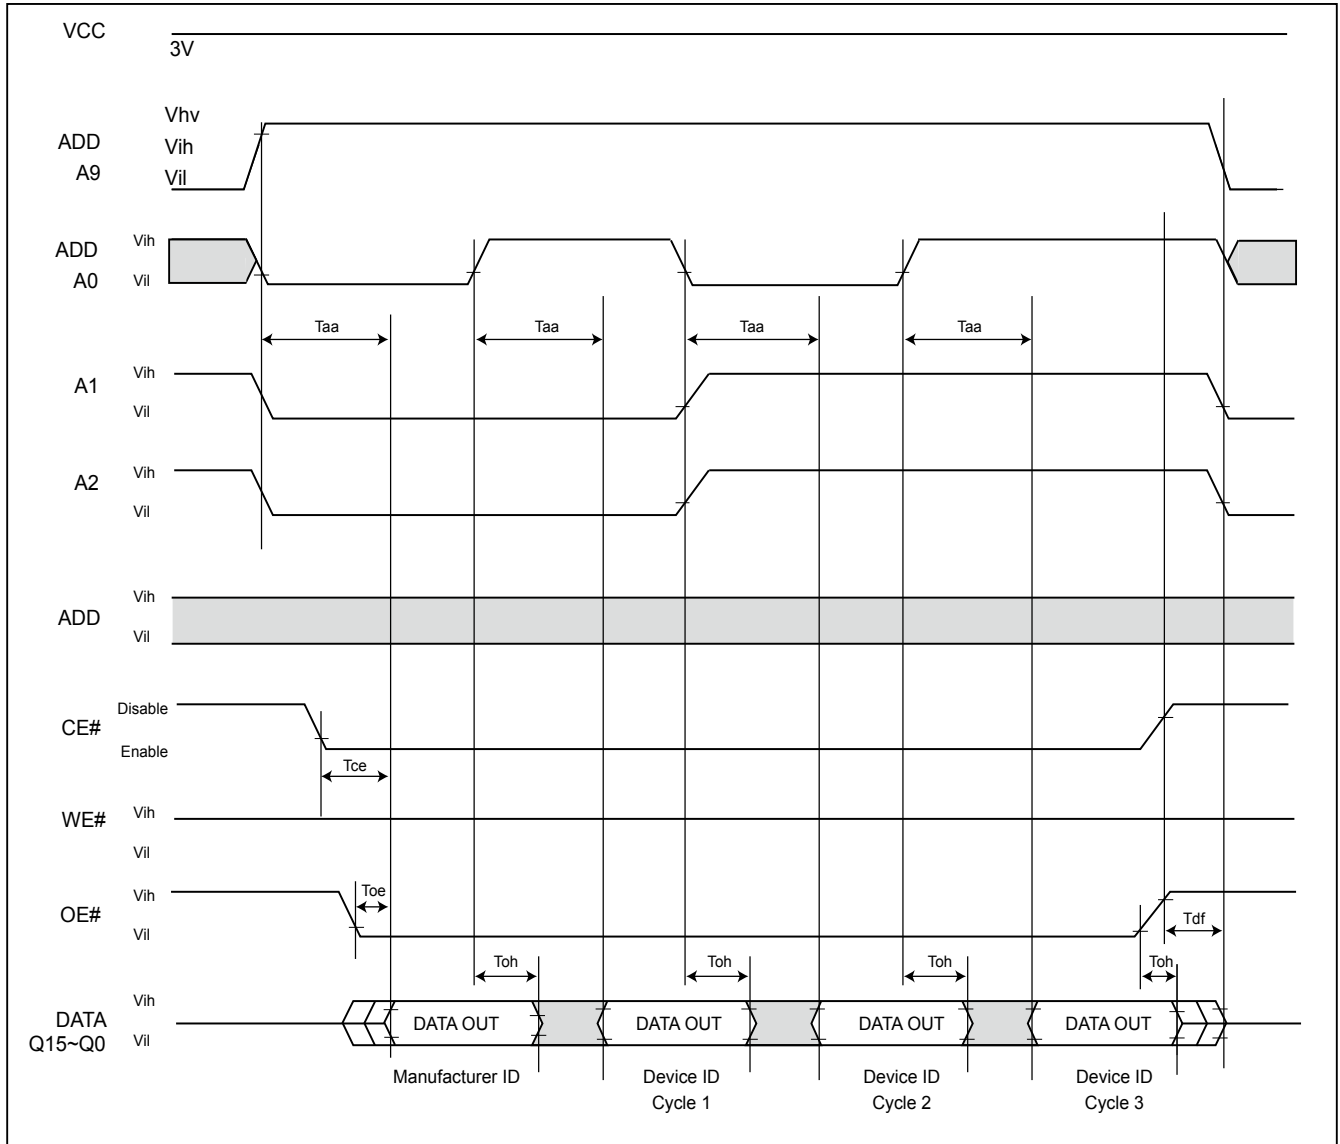 VCC
3V
Vhv
ADD
Vih
A9
Vil
ADD
Vih
A0
Vil
Taa
Taa
Taa
Taa
A1
Vih
Vil
A2
Vih
Vil
ADD
Vih
Vil
CE#
Disable
Enable
Tce
WE#
Vih
Vil
OE#
Vih
Vil
Toe
Tdf
Toh
Toh
Toh
Toh
DATA
Q15~Q0
Vih
Vil
DATA OUT
DATA OUT
DATA OUT
DATA OUT
Manufacturer ID
Device ID
Cycle 1
Device ID
Cycle 2
Device ID
Cycle 3